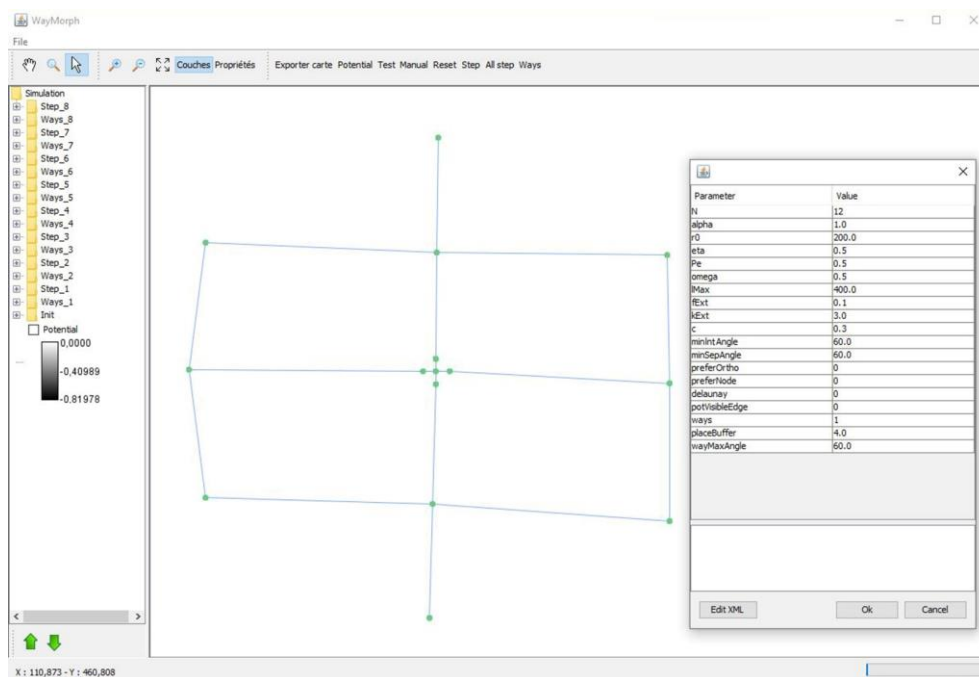 WayMorph
File
Couches Propriétés Exporter carte Potential Test Manual Reset Step All step Ways
Simulation
Step_8
Ways_8
Step_7
Ways_7
Step_6
Ways_6
Step_5
Ways_5
Step_4
Ways_4
Step_3
Ways_3
Step_2
Ways_2
Step_1
Ways_1
Init
Potential
0,0000
-0,40989
-0,81978
Parameter Value
N 12
alpha 1.0
r0 200.0
eta 0.5
Pe 0.5
omega 0.5
lMax 400.0
fExt 0.1
kExt 3.0
c 0.3
minIntAngle 60.0
minSepAngle 60.0
preferOrtho 0
preferNode 0
delaunay 0
potVisibleEdge 0
ways 1
placeBuffer 4.0
wayMaxAngle 60.0
Edit XML Ok Cancel
X : 110,873 - Y : 460,808